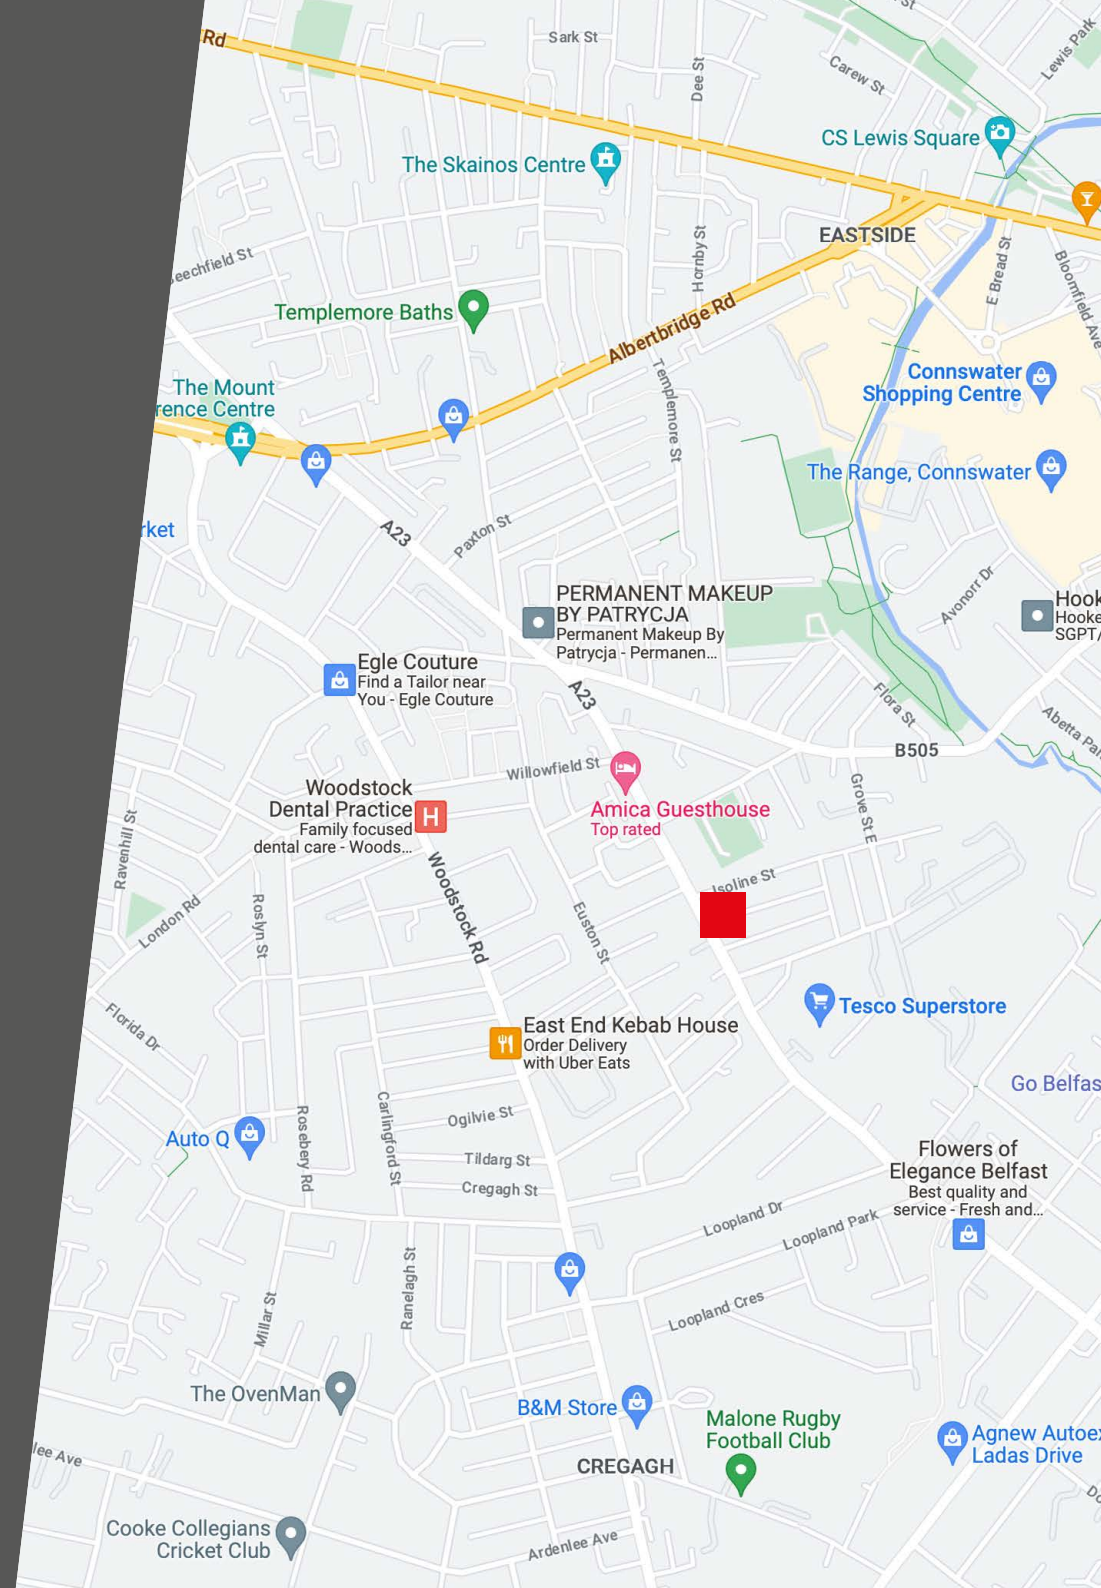 Rd
Sark St
St
Lewis Park
Dee St
Carew St
CS Lewis Square
The Skainos Centre
EASTSIDE
Hornby St
E Bread St
Bloomfield Ave
Beechfield St
Templemore Baths
Albertbridge Rd
Templemore St
Connswater
Shopping Centre
The Mount
rence Centre
The Range, Connswater
rket
A23
Paxton St
Avonorr Dr
PERMANENT MAKEUP
BY PATRYCJA
Permanent Makeup By
Patrycja - Permanen...
Hook
Hooke
SGPT/
Egle Couture
Find a Tailor near
You - Egle Couture
A23
Flora St
Abetta Par
B505
Willowfield St
Woodstock
Dental Practice
Family focused
dental care - Woods...
H
Amica Guesthouse
Top rated
Grove St E
Ravenhill St
Woodstock Rd
Isoline St
London Rd
Roslyn St
Euston St
Tesco Superstore
Florida Dr
East End Kebab House
Order Delivery
with Uber Eats
Go Belfas
Auto Q
Rosebery Rd
Carlingford St
Ogilvie St
Tildarg St
Cregagh St
Flowers of
Elegance Belfast
Best quality and
service - Fresh and...
Loopland Dr
Loopland Park
Ranelagh St
Millar St
Loopland Cres
The OvenMan
B&M Store
Malone Rugby
Football Club
Agnew Autoex
Ladas Drive
lee Ave
CREGAGH
Do
Cooke Collegians
Cricket Club
Ardenlee Ave